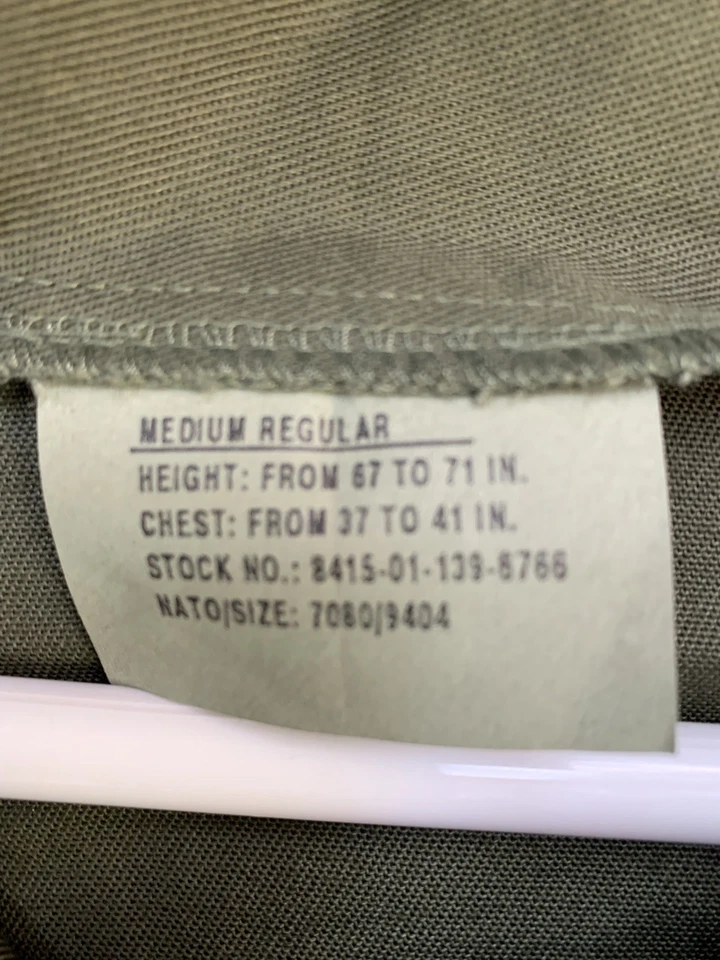 MEDIUM REGULAR
HEIGHT: FROM 67 TO 71 IN.
CHEST: FROM 37 TO 41 IN.
STOCK NO.: 8415-01-139-8766
NATO/SIZE: 7080/9404